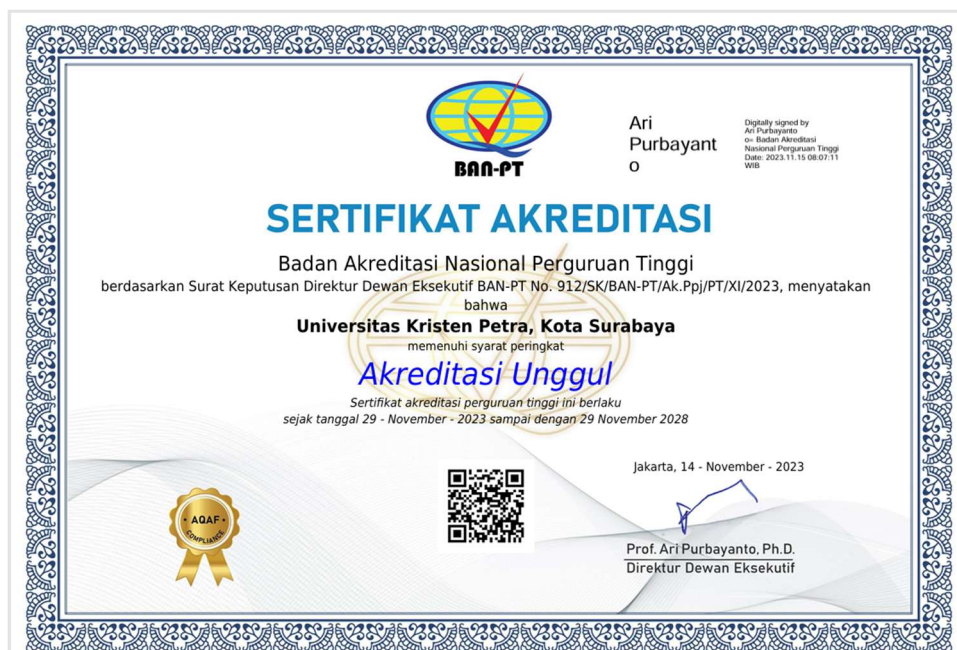 BAN-PT
Ari
Purbayant
o
Digitally signed by
Ari Purbayanto
o= Badan Akreditasi
Nasional Perguruan Tinggi
Date: 2023.11.15 08:07:11
WIB
SERTIFIKAT AKREDITASI
Badan Akreditasi Nasional Perguruan Tinggi
berdasarkan Surat Keputusan Direktur Dewan Eksekutif BAN-PT No. 912/SK/BAN-PT/Ak.Ppj/PT/XI/2023, menyatakan
bahwa
Universitas Kristen Petra, Kota Surabaya
memenuhi syarat peringkat
Akreditasi Unggul
Sertifikat akreditasi perguruan tinggi ini berlaku
sejak tanggal 29 - November - 2023 sampai dengan 29 November 2028
Jakarta, 14 - November - 2023
AQAF
COMPLIANCE
Prof. Ari Purbayanto, Ph.D.
Direktur Dewan Eksekutif